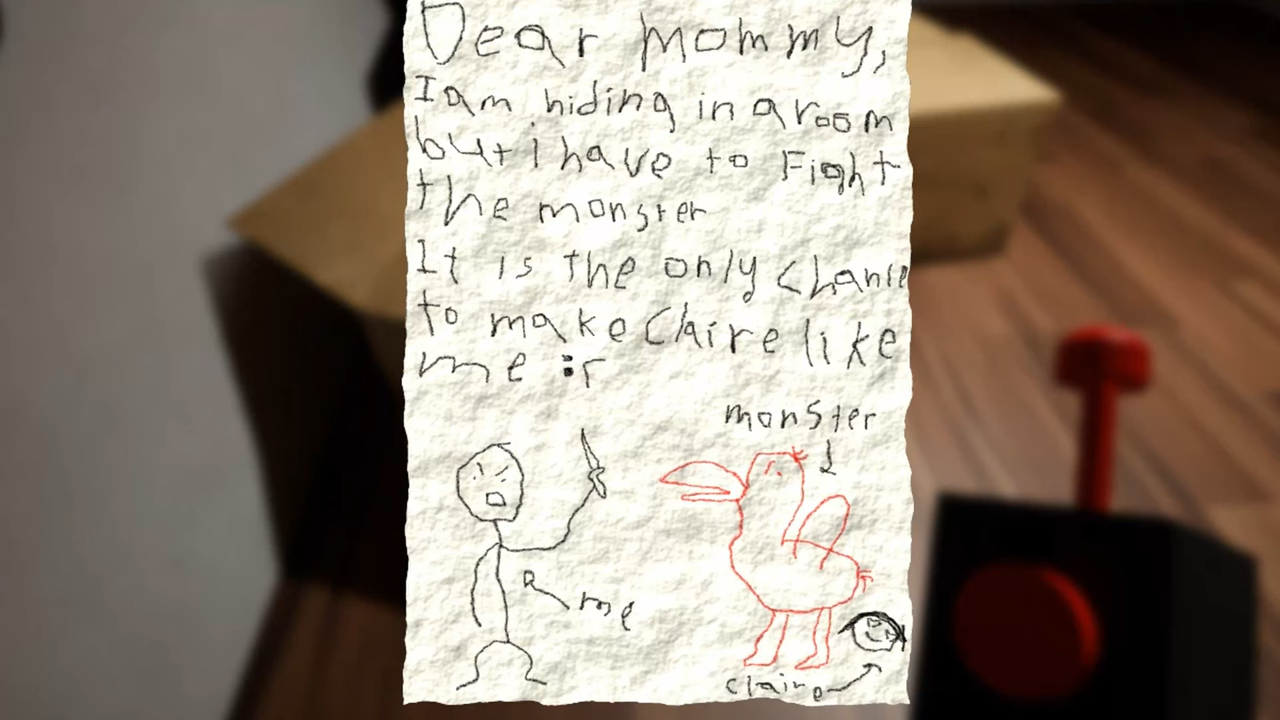 Dear mommy,
I am hiding in a room
but i have to Fight
the monster
It is the only chance
to make Claire like
me :r
monster
me
claire